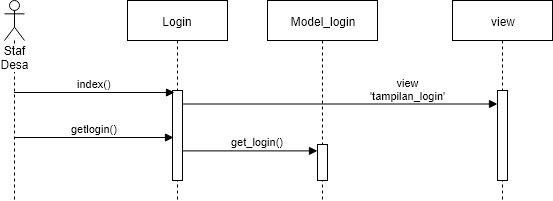 Login
Model_login
view
Staf
Desa
index()
view
'tampilan_login'
getlogin()
get_login()